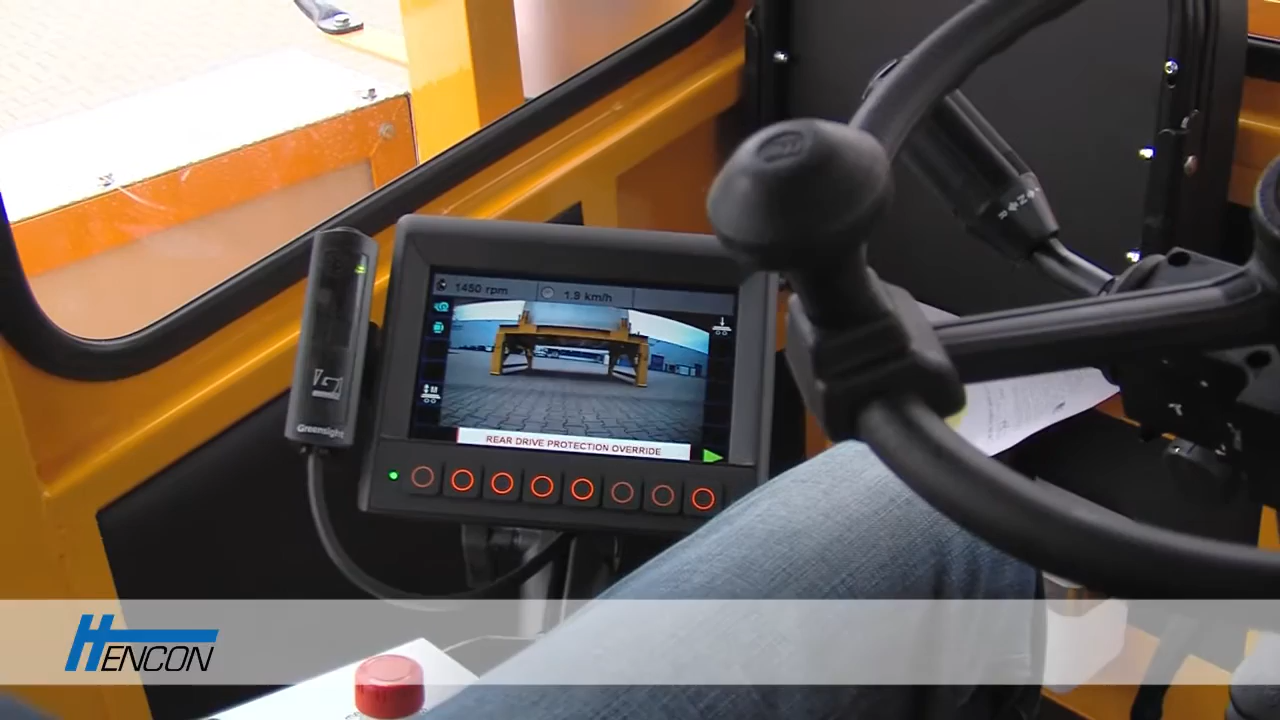 1450 rpm
1.9 km/h
M
REAR DRIVE PROTECTION OVERRIDE
Greensight
R N
HENCON